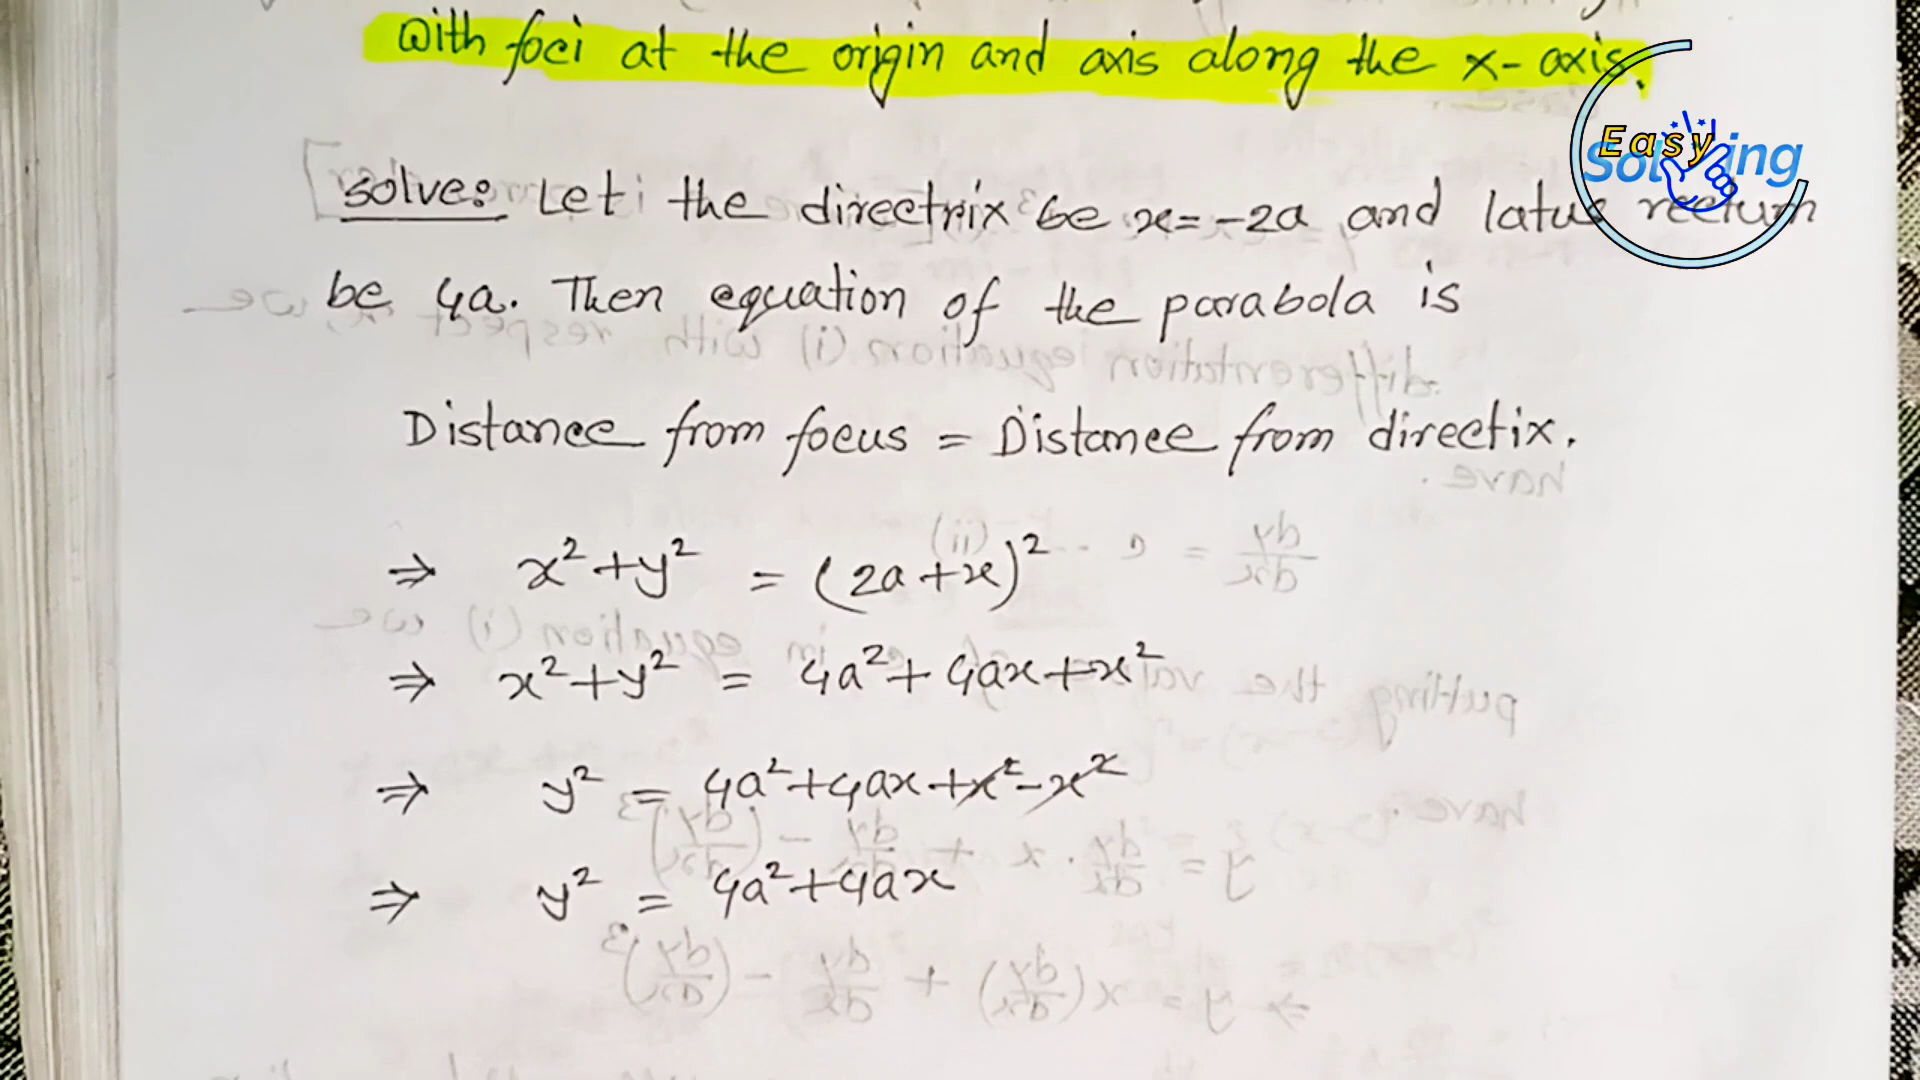 with foci at the origin and axis along the x-axis.
Easy
Solving
solve: Let the directrix be x=-2a and latus rectum
be 4a. Then equation of the parabola is
Distance from focus = Distance from directix.
⇒ x²+y² = (2a+x)²
⇒ x²+y² = 4a²+4ax+x²
⇒ y² = 4a²+4ax+x²-x²
⇒ y² = 4a²+4ax